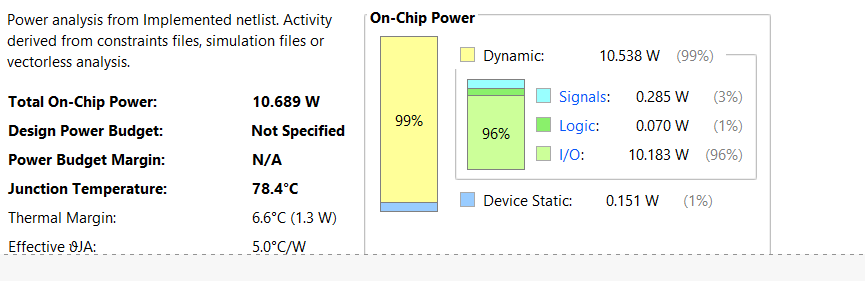 Power analysis from Implemented netlist. Activity
derived from constraints files, simulation files or
vectorless analysis.
Total On-Chip Power: 10.689 W
Design Power Budget: Not Specified
Power Budget Margin: N/A
Junction Temperature: 78.4°C
Thermal Margin: 6.6°C (1.3 W)
Effective ϑJA: 5.0°C/W
On-Chip Power
99%
Dynamic: 10.538 W (99%)
96%
Signals: 0.285 W (3%)
Logic: 0.070 W (1%)
I/O: 10.183 W (96%)
Device Static: 0.151 W (1%)